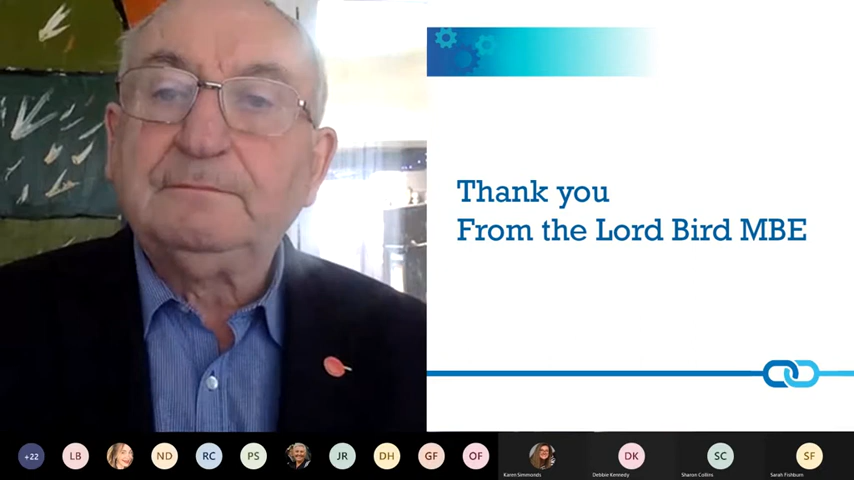 Thank you
From the Lord Bird MBE
+22
LB
ND
RC
PS
JR
DH
GF
OF
DK
SC
SF
Karen Simmonds
Debbie Kennedy
Sharon Collins
Sarah Fishburn